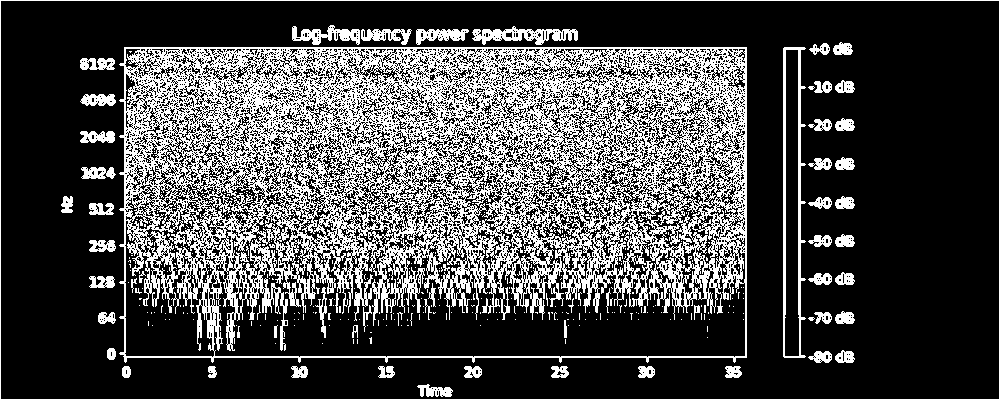 Log-frequency power spectrogram
+0 dB
8192
-10 dB
4096
-20 dB
2048
-30 dB
1024
-40 dB
Hz
512
-50 dB
256
-60 dB
128
-70 dB
64
-80 dB
0
0 5 10 15 20 25 30 35
Time